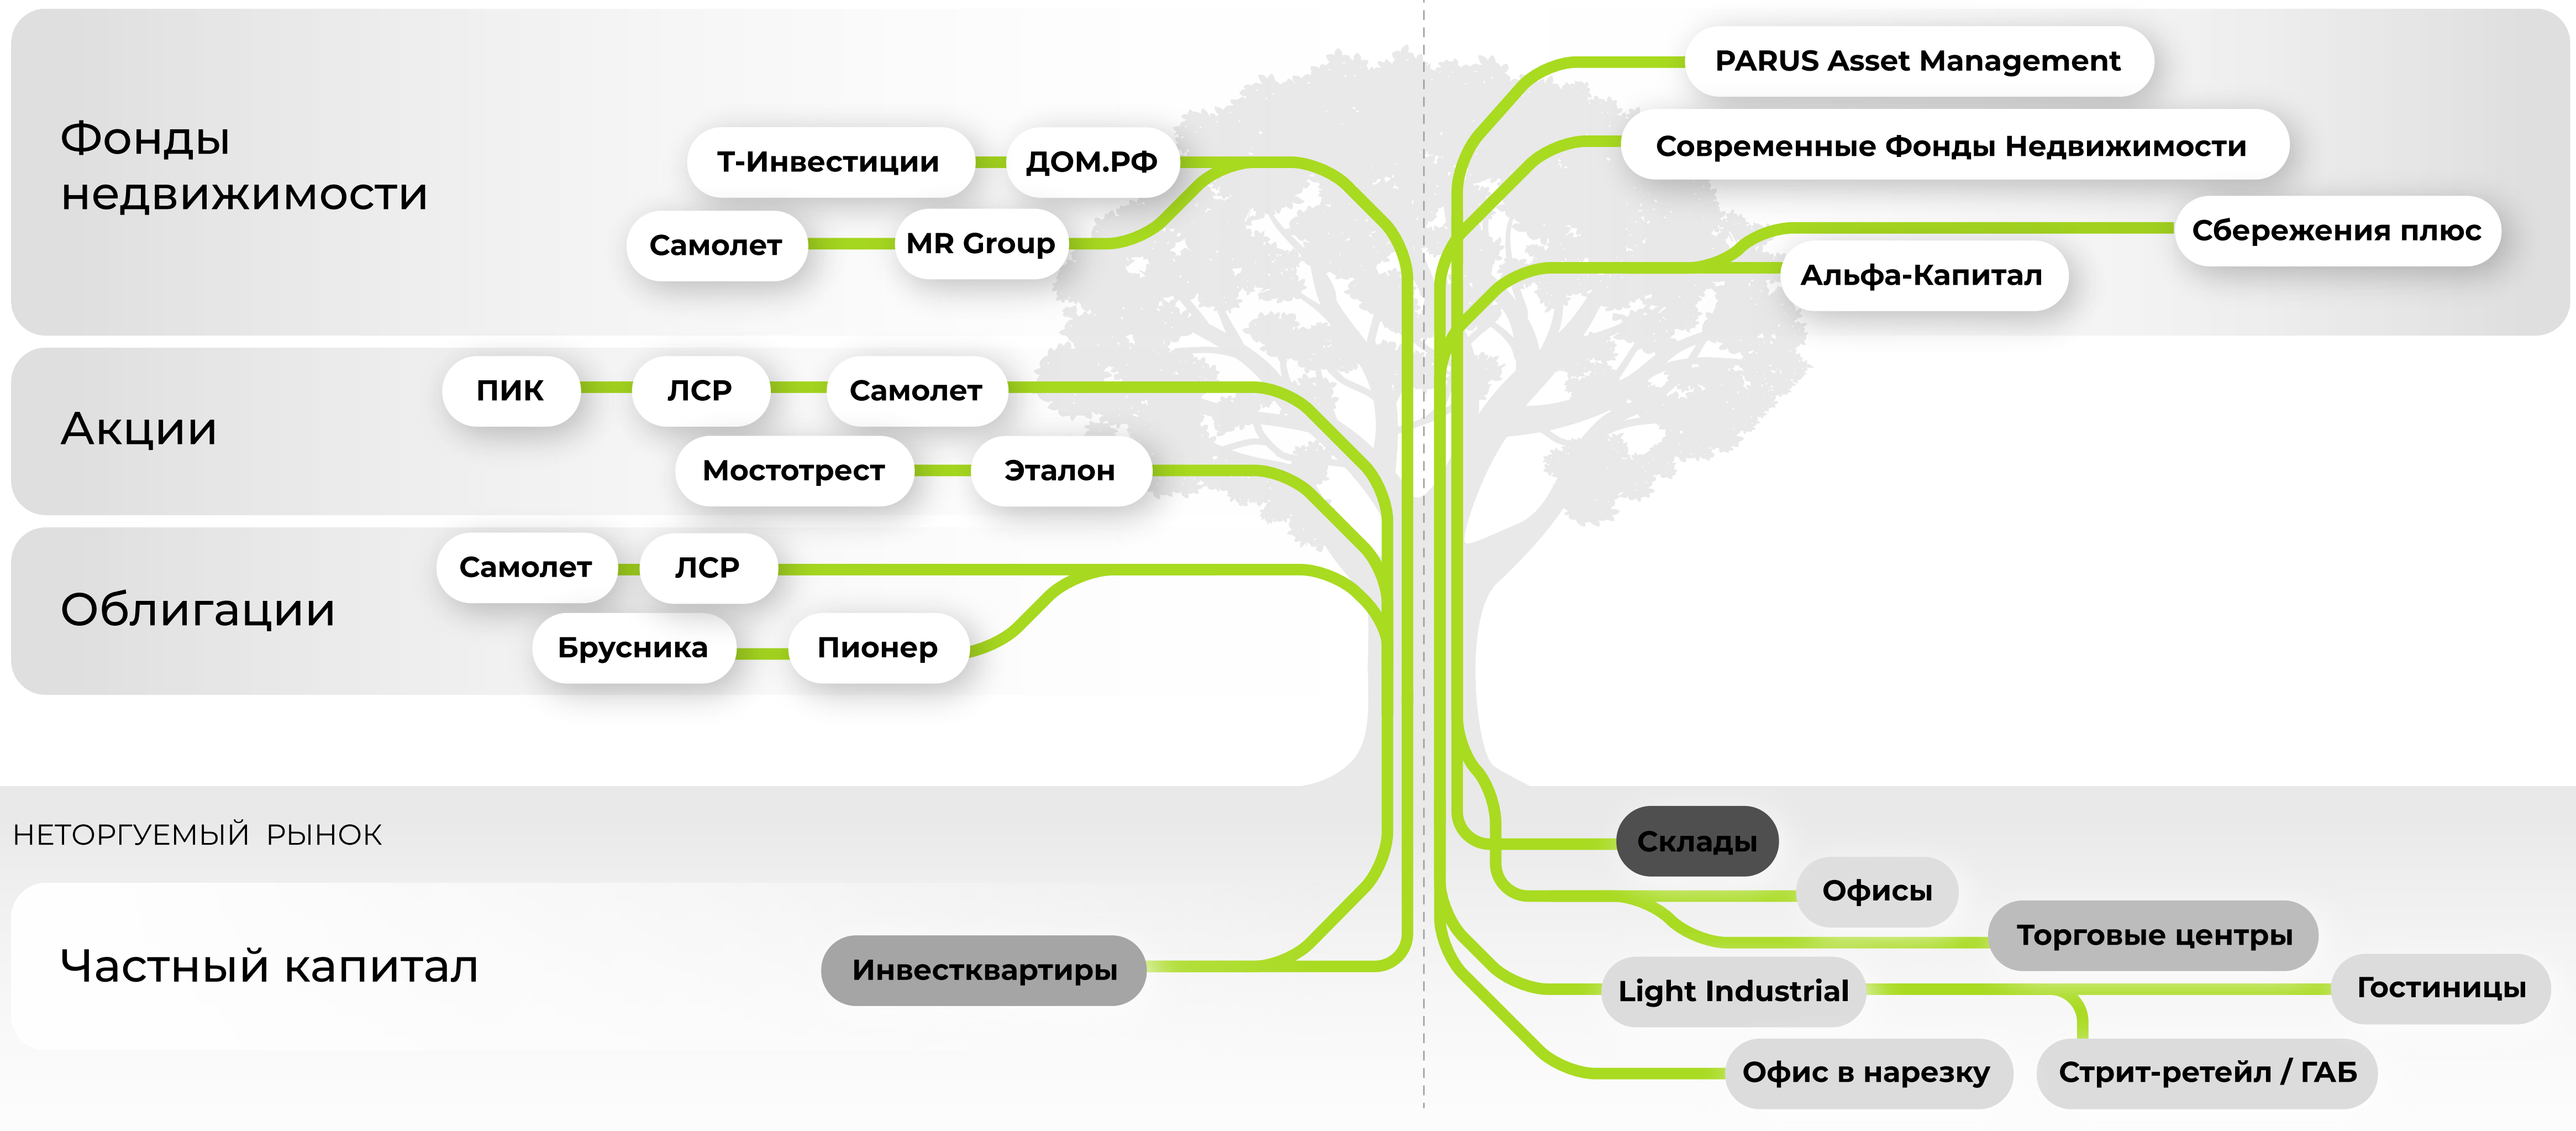 Фонды
недвижимости
Т-Инвестиции
ДОМ.РФ
Самолет
MR Group
PARUS Asset Management
Современные Фонды Недвижимости
Сбережения плюс
Альфа-Капитал
Акции
ПИК
ЛСР
Самолет
Мостотрест
Эталон
Облигации
Самолет
ЛСР
Брусника
Пионер
НЕТОРГУЕМЫЙ РЫНОК
Частный капитал
Инвестквартиры
Склады
Офисы
Торговые центры
Light Industrial
Гостиницы
Офис в нарезку
Стрит-ретейл / ГАБ